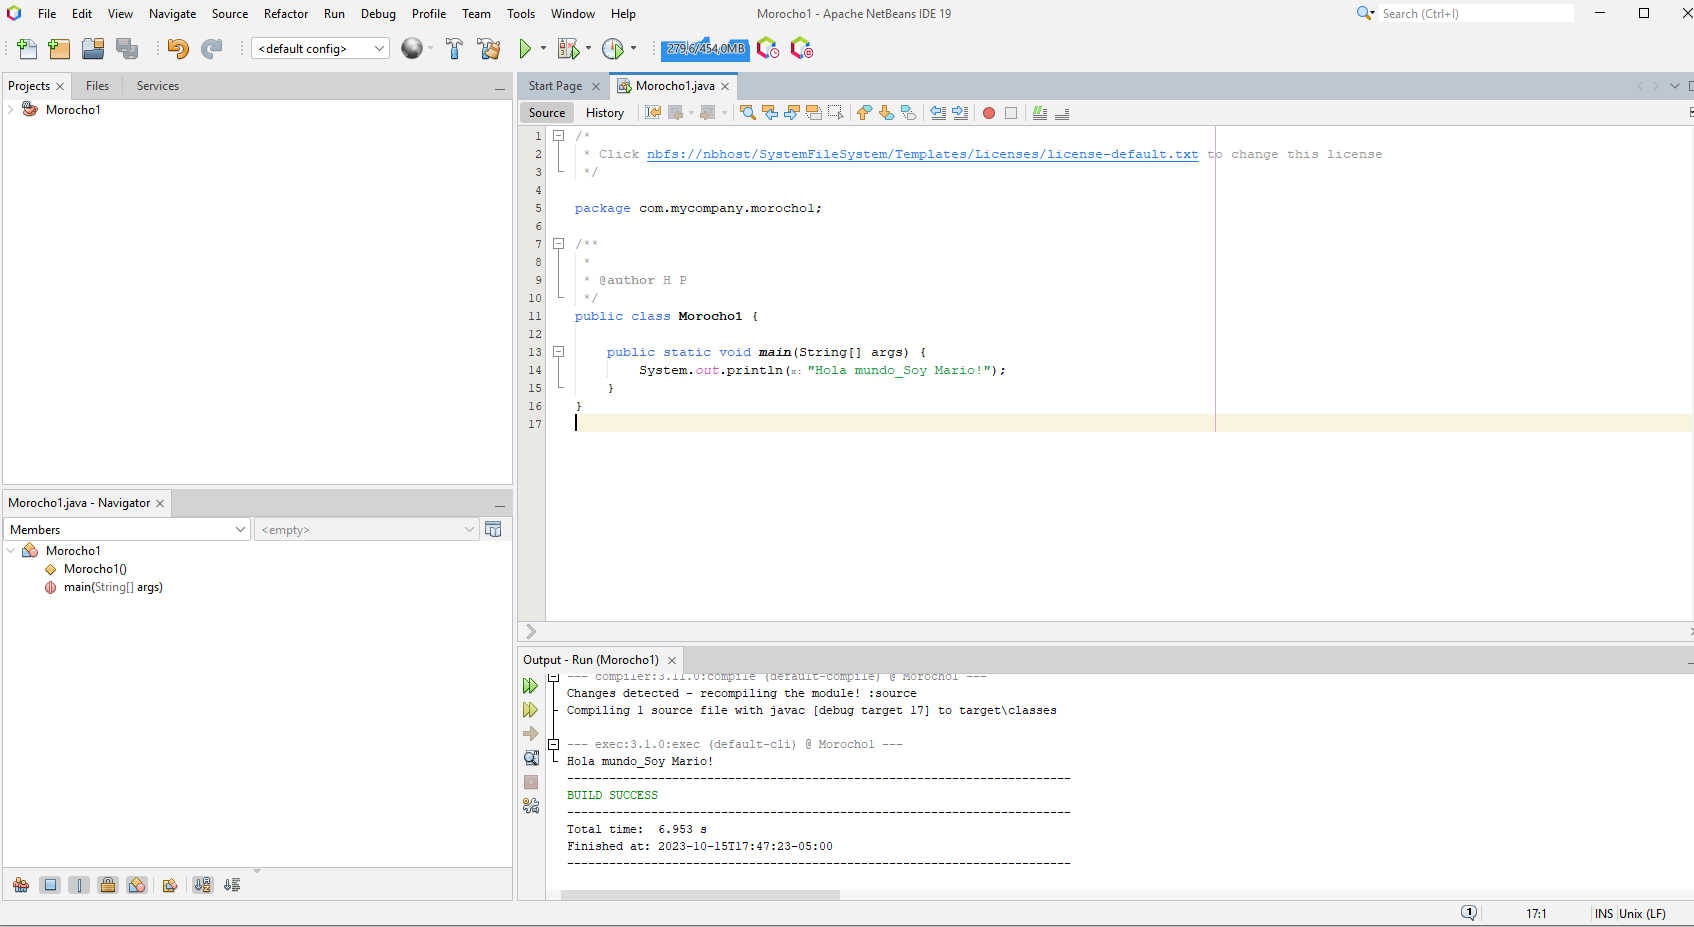 File Edit View Navigate Source Refactor Run Debug Profile Team Tools Window Help
Morocho1 - Apache NetBeans IDE 19
Search (Ctrl+I)
<default config>
279,6/454,0MB
Projects Files Services
Morocho1
Start Page Morocho1.java
Source History
1 /*
2 * Click nbfs://nbhost/SystemFileSystem/Templates/Licenses/license-default.txt to change this license
3 */
4
5 package com.mycompany.morocho1;
6
7 /**
8 *
9 * @author H P
10 */
11 public class Morocho1 {
12
13 public static void main(String[] args) {
14 System.out.println(x: "Hola mundo_Soy Mario!");
15 }
16 }
17
Morocho1.java - Navigator
Members
<empty>
Morocho1
Morocho1()
main(String[] args)
Output - Run (Morocho1)
--- compiler:3.11.0:compile (default-compile) @ Morocho1 ---
Changes detected - recompiling the module! :source
Compiling 1 source file with javac [debug target 17] to target\classes
--- exec:3.1.0:exec (default-cli) @ Morocho1 ---
Hola mundo_Soy Mario!
------------------------------------------------------------------------
BUILD SUCCESS
------------------------------------------------------------------------
Total time:  6.953 s
Finished at: 2023-10-15T17:47:23-05:00
------------------------------------------------------------------------
1
17:1
INS Unix (LF)